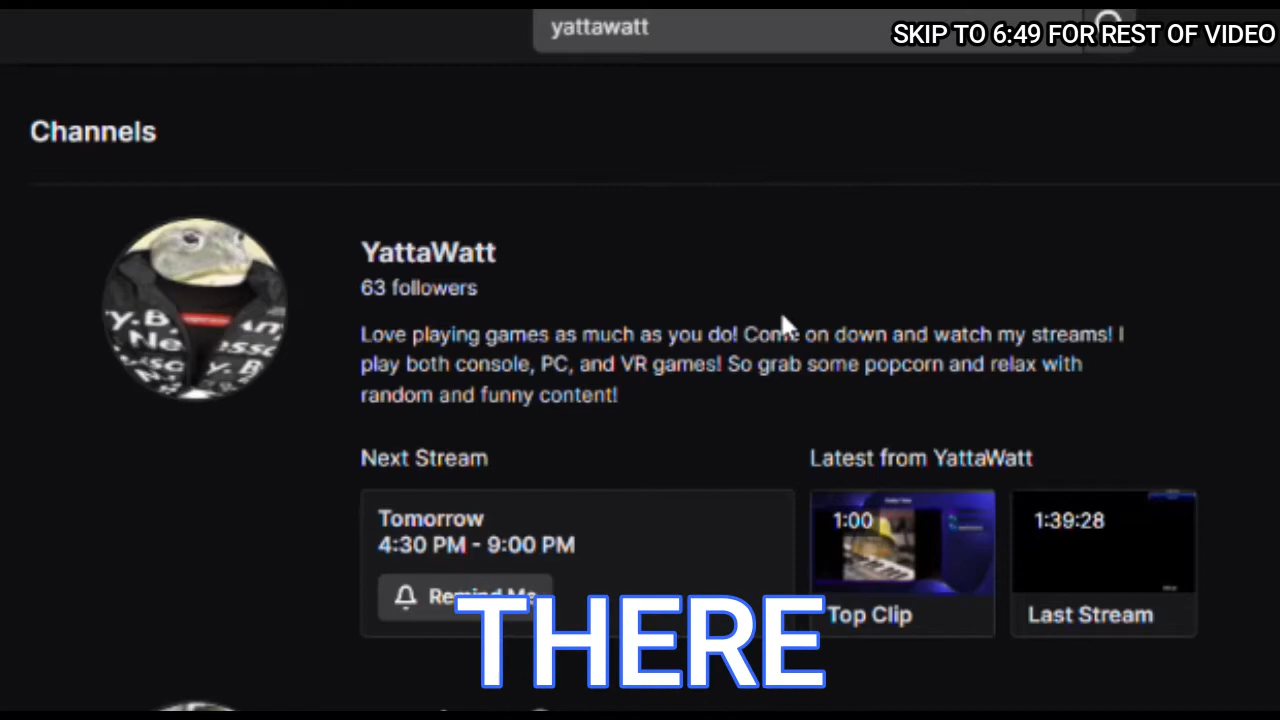 yattawatt
SKIP TO 6:49 FOR REST OF VIDEO
Channels
YattaWatt
63 followers
Love playing games as much as you do! Come on down and watch my streams! I
play both console, PC, and VR games! So grab some popcorn and relax with
random and funny content!
Next Stream
Latest from YattaWatt
Tomorrow
4:30 PM - 9:00 PM
Remind Me
1:00
1:39:28
Top Clip
Last Stream
THERE